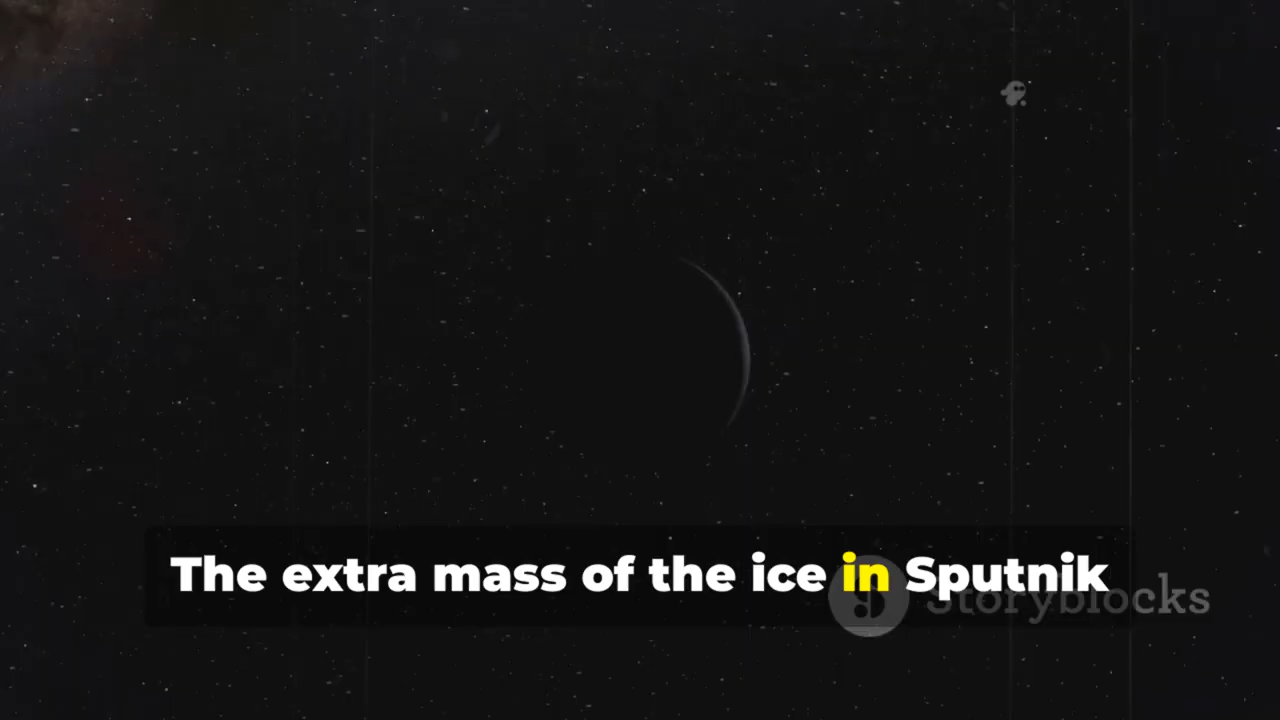 The extra mass of the ice in Sputnik
Storyblocks